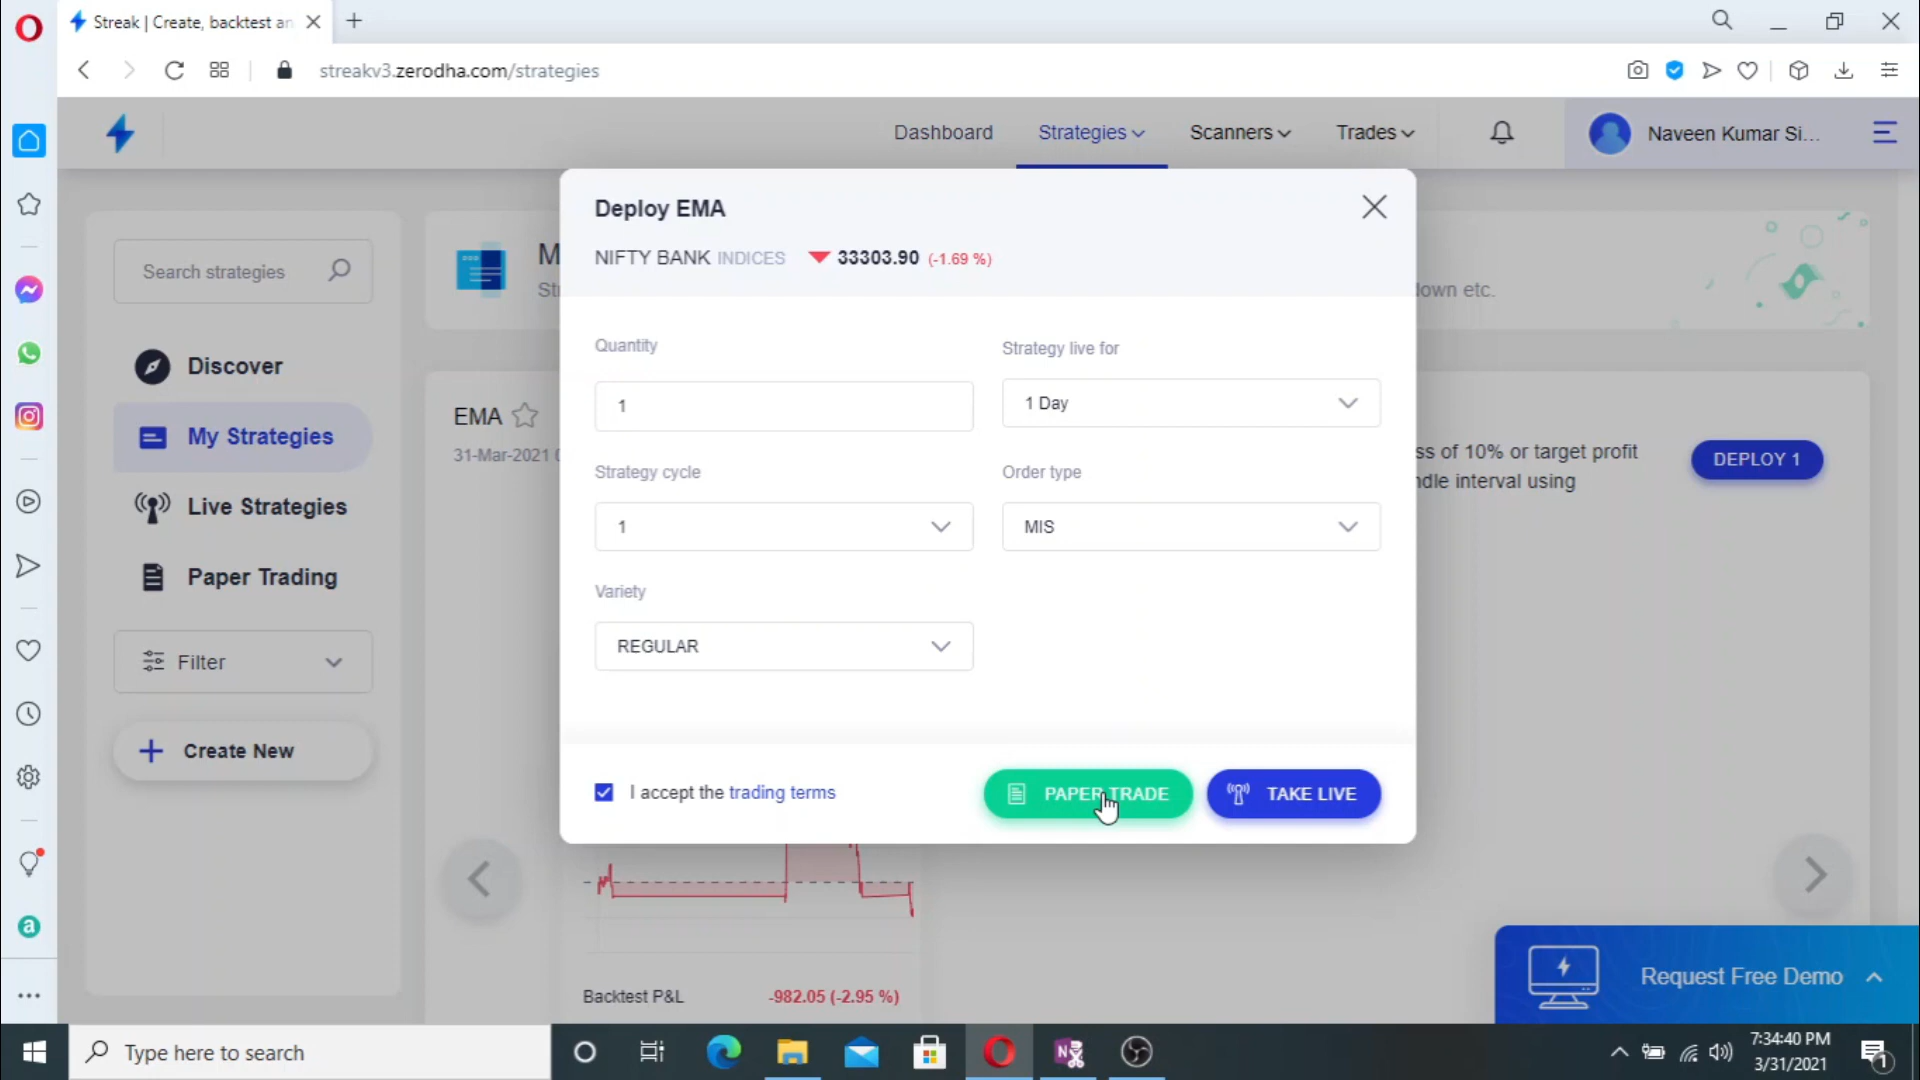 Streak | Create, backtest an
streakv3.zerodha.com/strategies
Dashboard
Strategies
Scanners
Trades
Naveen Kumar Si...
Search strategies
Discover
My Strategies
Live Strategies
Paper Trading
Filter
Create New
M
St
down etc.
EMA
31-Mar-2021
ss of 10% or target profit
ndle interval using
DEPLOY 1
Deploy EMA
NIFTY BANK INDICES 33303.90 (-1.69 %)
Quantity
1
Strategy live for
1 Day
Strategy cycle
1
Order type
MIS
Variety
REGULAR
I accept the trading terms
PAPER TRADE
TAKE LIVE
Backtest P&L -982.05 (-2.95 %)
Request Free Demo
Type here to search
7:34:40 PM
3/31/2021
1